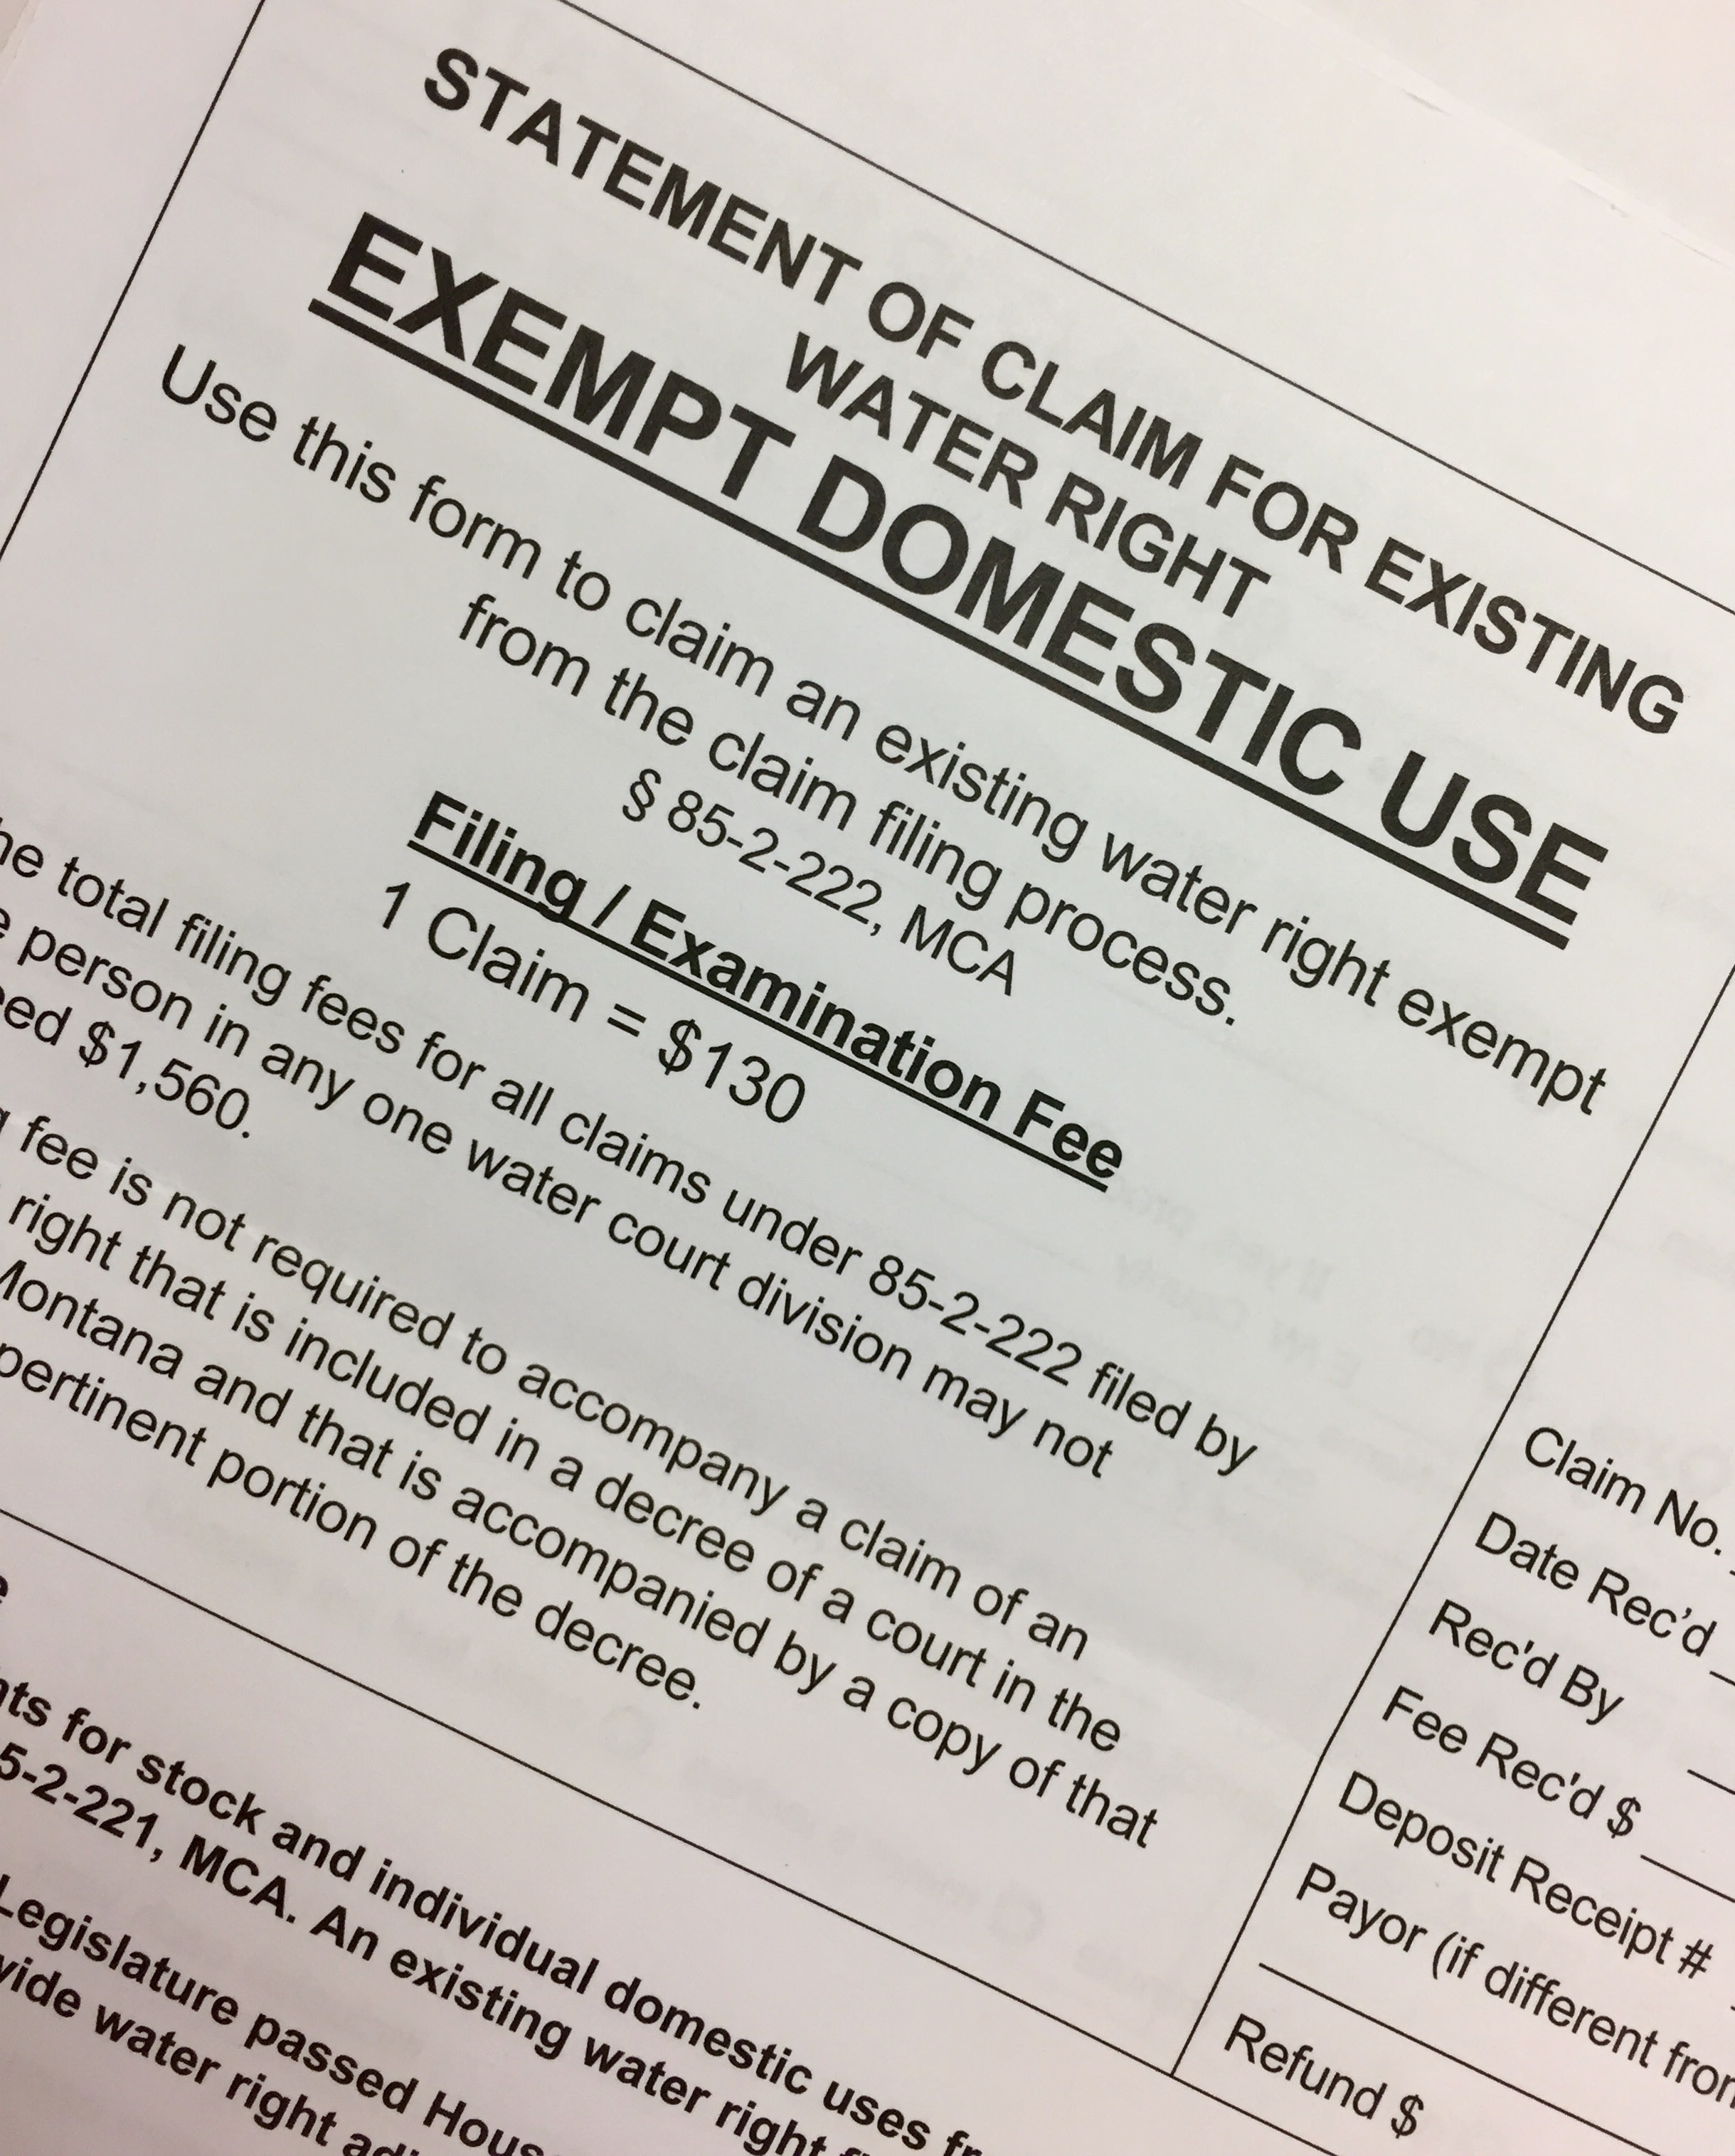 STATEMENT OF CLAIM FOR EXISTING
WATER RIGHT
EXEMPT DOMESTIC USE
Use this form to claim an existing water right exempt
from the claim filing process.
§ 85-2-222, MCA
Filing / Examination Fee
1 Claim = $130
total filing fees for all claims under 85-2-222 filed by
person in any one water court division may not
$1,560.
fee is not required to accompany a claim of an
right that is included in a decree of a court in the
Montana and that is accompanied by a copy of that
pertinent portion of the decree.
for stock and individual domestic uses
5-2-221, MCA. An existing water right
Legislature passed
water right
Claim No.
Date Rec'd
Rec'd By
Fee Rec'd $
Deposit Receipt #
Payor (if different from
Refund $